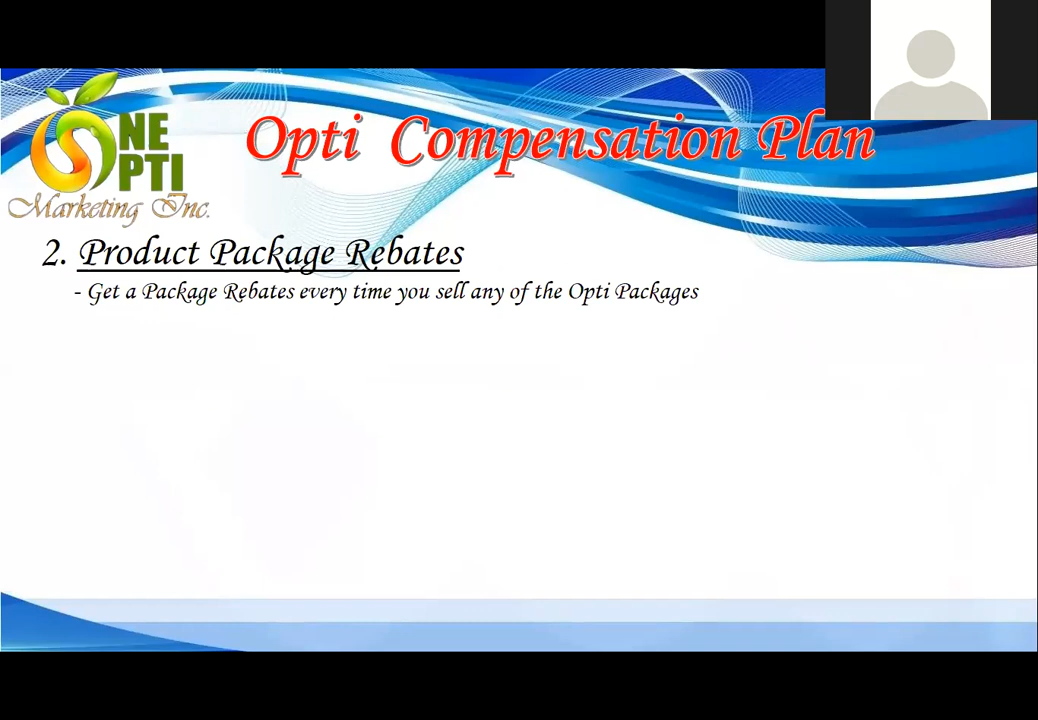 ONE
OPTI
Marketing Inc.
Opti Compensation Plan
2. Product Package Rebates
- Get a Package Rebates every time you sell any of the Opti Packages